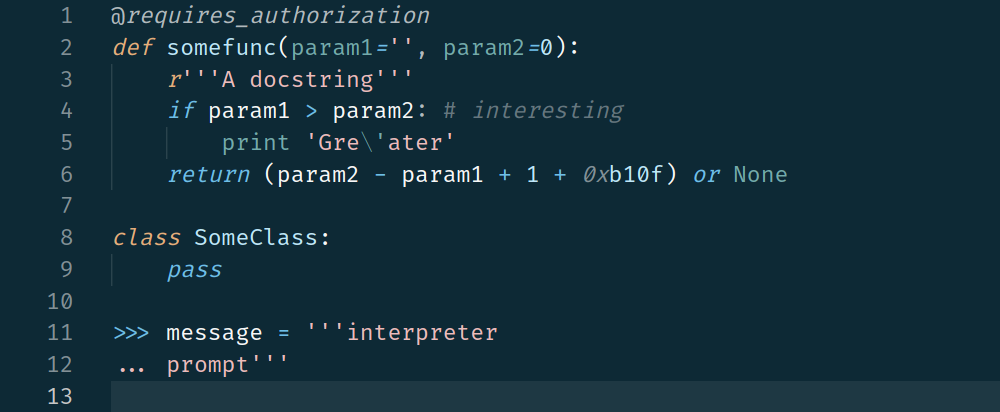 1 @requires_authorization
2 def somefunc(param1='', param2=0):
3     r'''A docstring'''
4     if param1 > param2: # interesting
5         print 'Gre\'ater'
6     return (param2 - param1 + 1 + 0xb10f) or None
7
8 class SomeClass:
9     pass
10
11 >>> message = '''interpreter
12 ... prompt'''
13